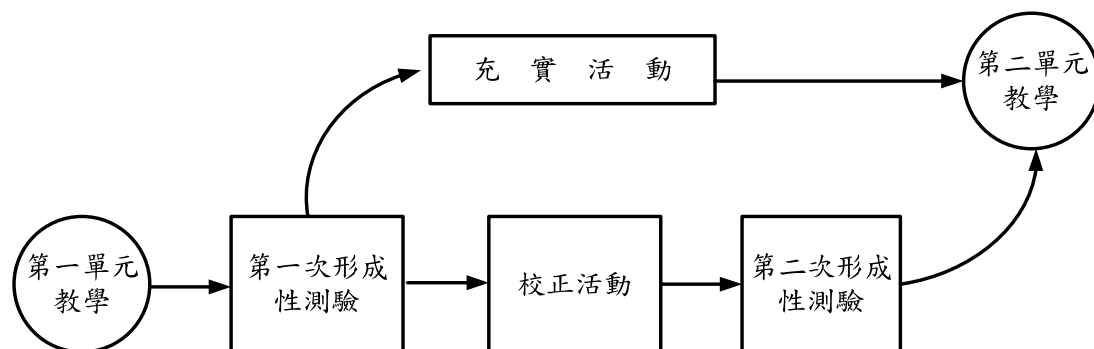 充實活動
第二單元
教學
第一單元
教學
第一次形成
性測驗
校正活動
第二次形成
性測驗